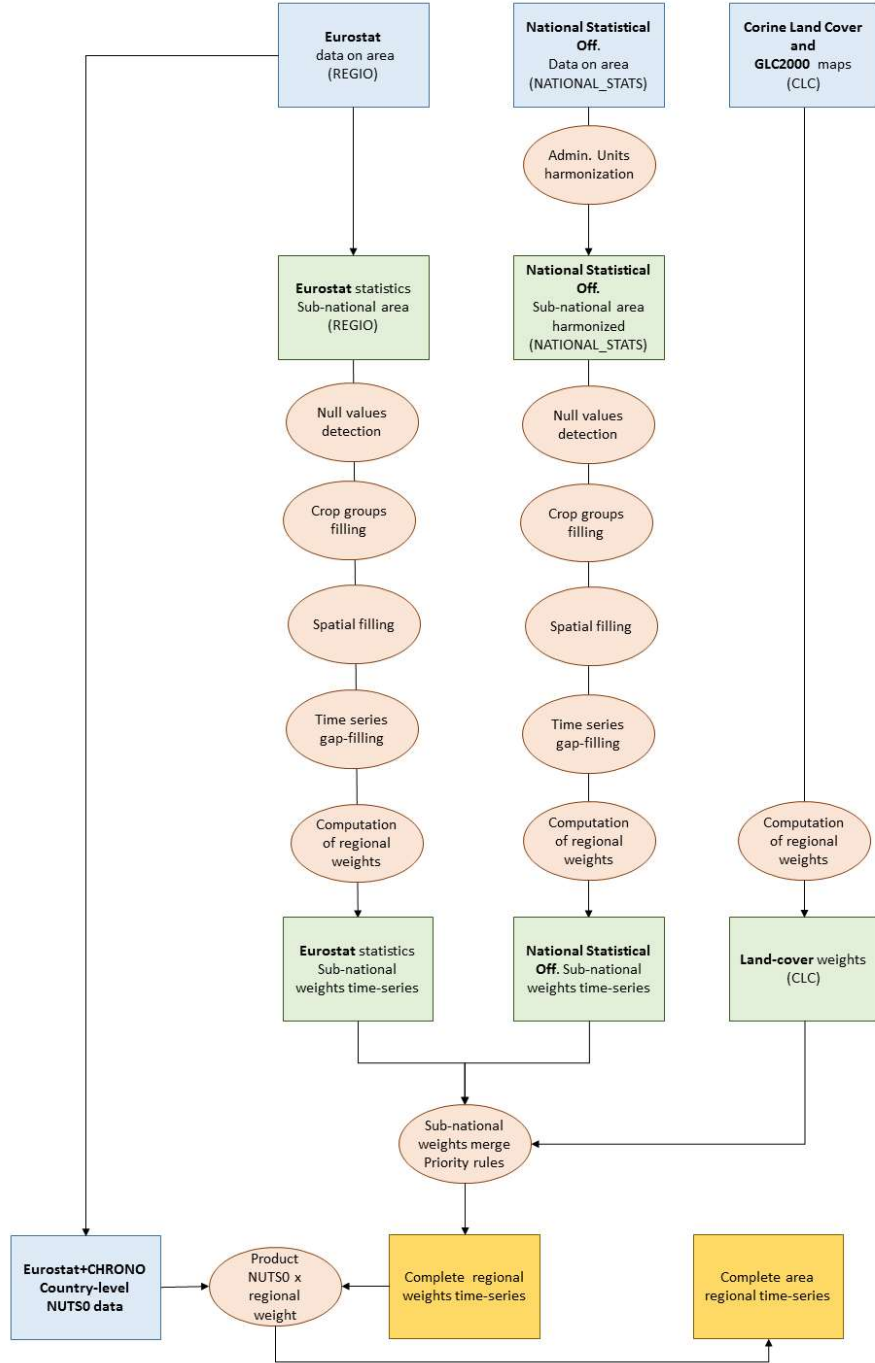 Eurostat
data on area
(REGIO)
National Statistical
Off.
Data on area
(NATIONAL_STATS)
Corine Land Cover
and
GLC2000 maps
(CLC)
Admin. Units
harmonization
Eurostat statistics
Sub-national area
(REGIO)
National Statistical
Off.
Sub-national area
harmonized
(NATIONAL_STATS)
Null values
detection
Null values
detection
Crop groups
filling
Crop groups
filling
Spatial filling
Spatial filling
Time series
gap-filling
Time series
gap-filling
Computation
of regional
weights
Computation
of regional
weights
Computation
of regional
weights
Eurostat statistics
Sub-national
weights time-series
National Statistical
Off. Sub-national
weights time-series
Land-cover weights
(CLC)
Sub-national
weights merge
Priority rules
Eurostat+CHRONO
Country-level
NUTS0 data
Product
NUTS0 x
regional
weight
Complete regional
weights time-series
Complete area
regional time-series